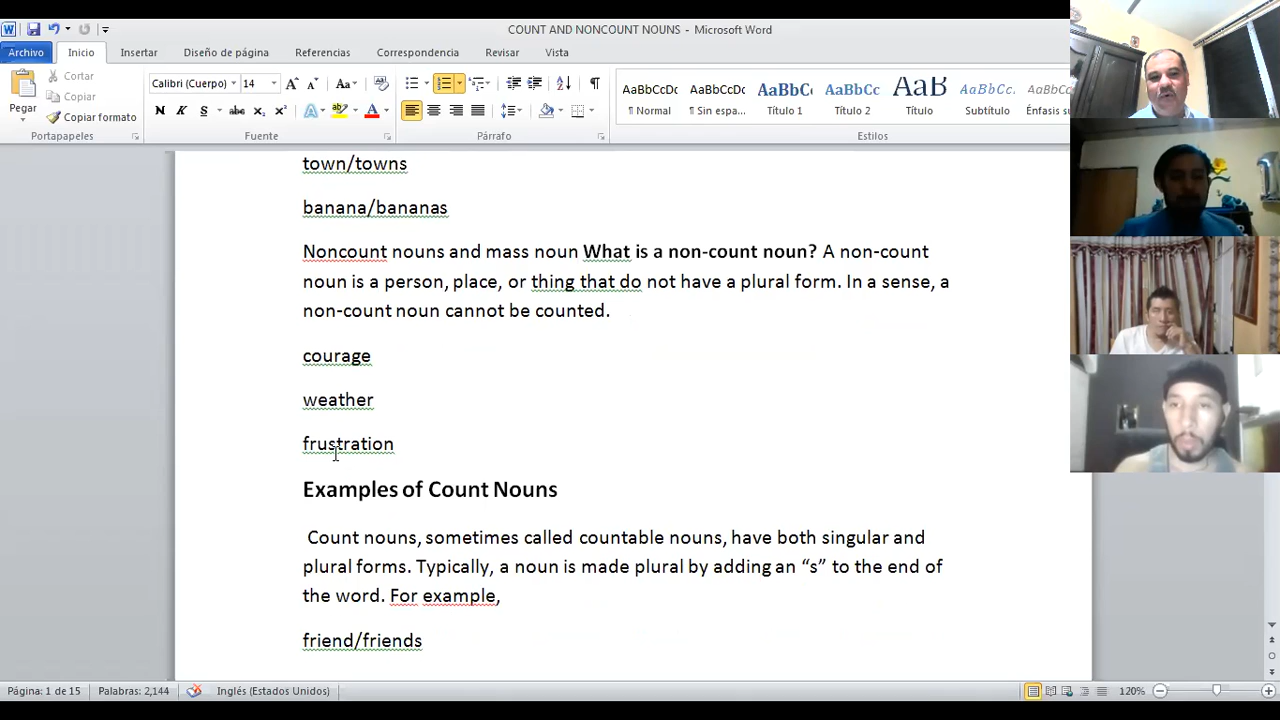 COUNT AND NONCOUNT NOUNS - Microsoft Word
Archivo Inicio Insertar Diseño de página Referencias Correspondencia Revisar Vista
Pegar
Cortar
Copiar
Copiar formato
Portapapeles
Calibri (Cuerpo) 14
Fuente
Párrafo
AaBbCcDc AaBbCcDc AaBbC AaBbCc AaB AaBbCc. AaBbCc
¶ Normal ¶ Sin espa... Título 1 Título 2 Título Subtítulo Énfasis su
Estilos
town/towns
banana/bananas
Noncount nouns and mass noun What is a non-count noun? A non-count
noun is a person, place, or thing that do not have a plural form. In a sense, a
non-count noun cannot be counted.
courage
weather
frustration
Examples of Count Nouns
Count nouns, sometimes called countable nouns, have both singular and
plural forms. Typically, a noun is made plural by adding an “s” to the end of
the word. For example,
friend/friends
Página: 1 de 15 Palabras: 2,144 Inglés (Estados Unidos) 120%